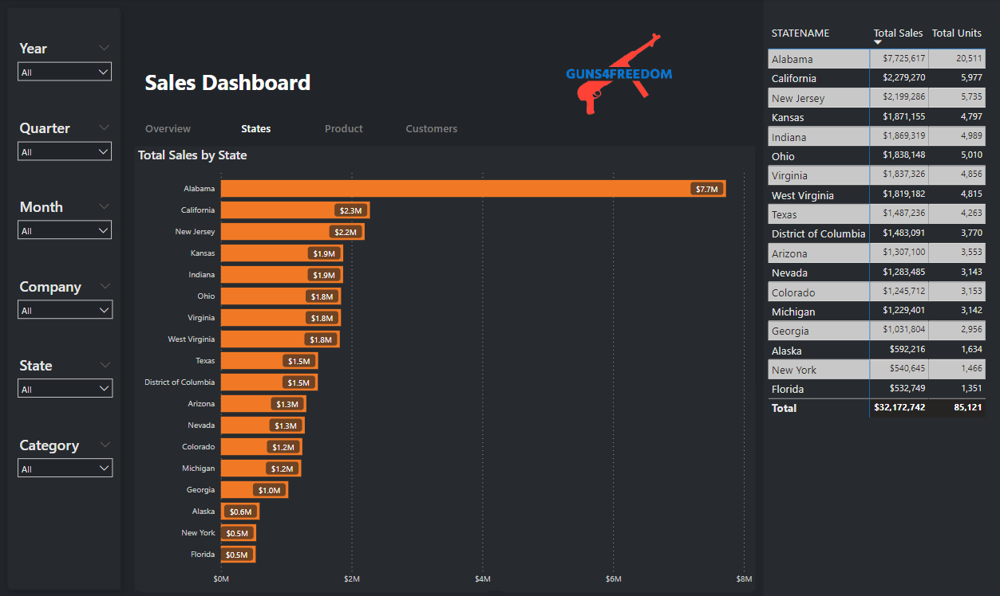 Year
All
Quarter
All
Month
All
Company
All
State
All
Category
All
Sales Dashboard
GUNS4FREEDOM
Overview States Product Customers
Total Sales by State
Alabama $7.7M
California $2.3M
New Jersey $2.2M
Kansas $1.9M
Indiana $1.9M
Ohio $1.8M
Virginia $1.8M
West Virginia $1.8M
Texas $1.5M
District of Columbia $1.5M
Arizona $1.3M
Nevada $1.3M
Colorado $1.2M
Michigan $1.2M
Georgia $1.0M
Alaska $0.6M
New York $0.5M
Florida $0.5M
$0M $2M $4M $6M $8M
STATENAME Total Sales Total Units
Alabama $7,725,617 20,511
California $2,279,270 5,977
New Jersey $2,199,286 5,735
Kansas $1,871,155 4,797
Indiana $1,869,319 4,989
Ohio $1,838,148 5,010
Virginia $1,837,326 4,856
West Virginia $1,819,182 4,815
Texas $1,487,236 4,263
District of Columbia $1,483,091 3,770
Arizona $1,307,100 3,553
Nevada $1,283,485 3,143
Colorado $1,245,712 3,153
Michigan $1,229,401 3,142
Georgia $1,031,804 2,956
Alaska $592,216 1,634
New York $540,645 1,466
Florida $532,749 1,351
Total $32,172,742 85,121